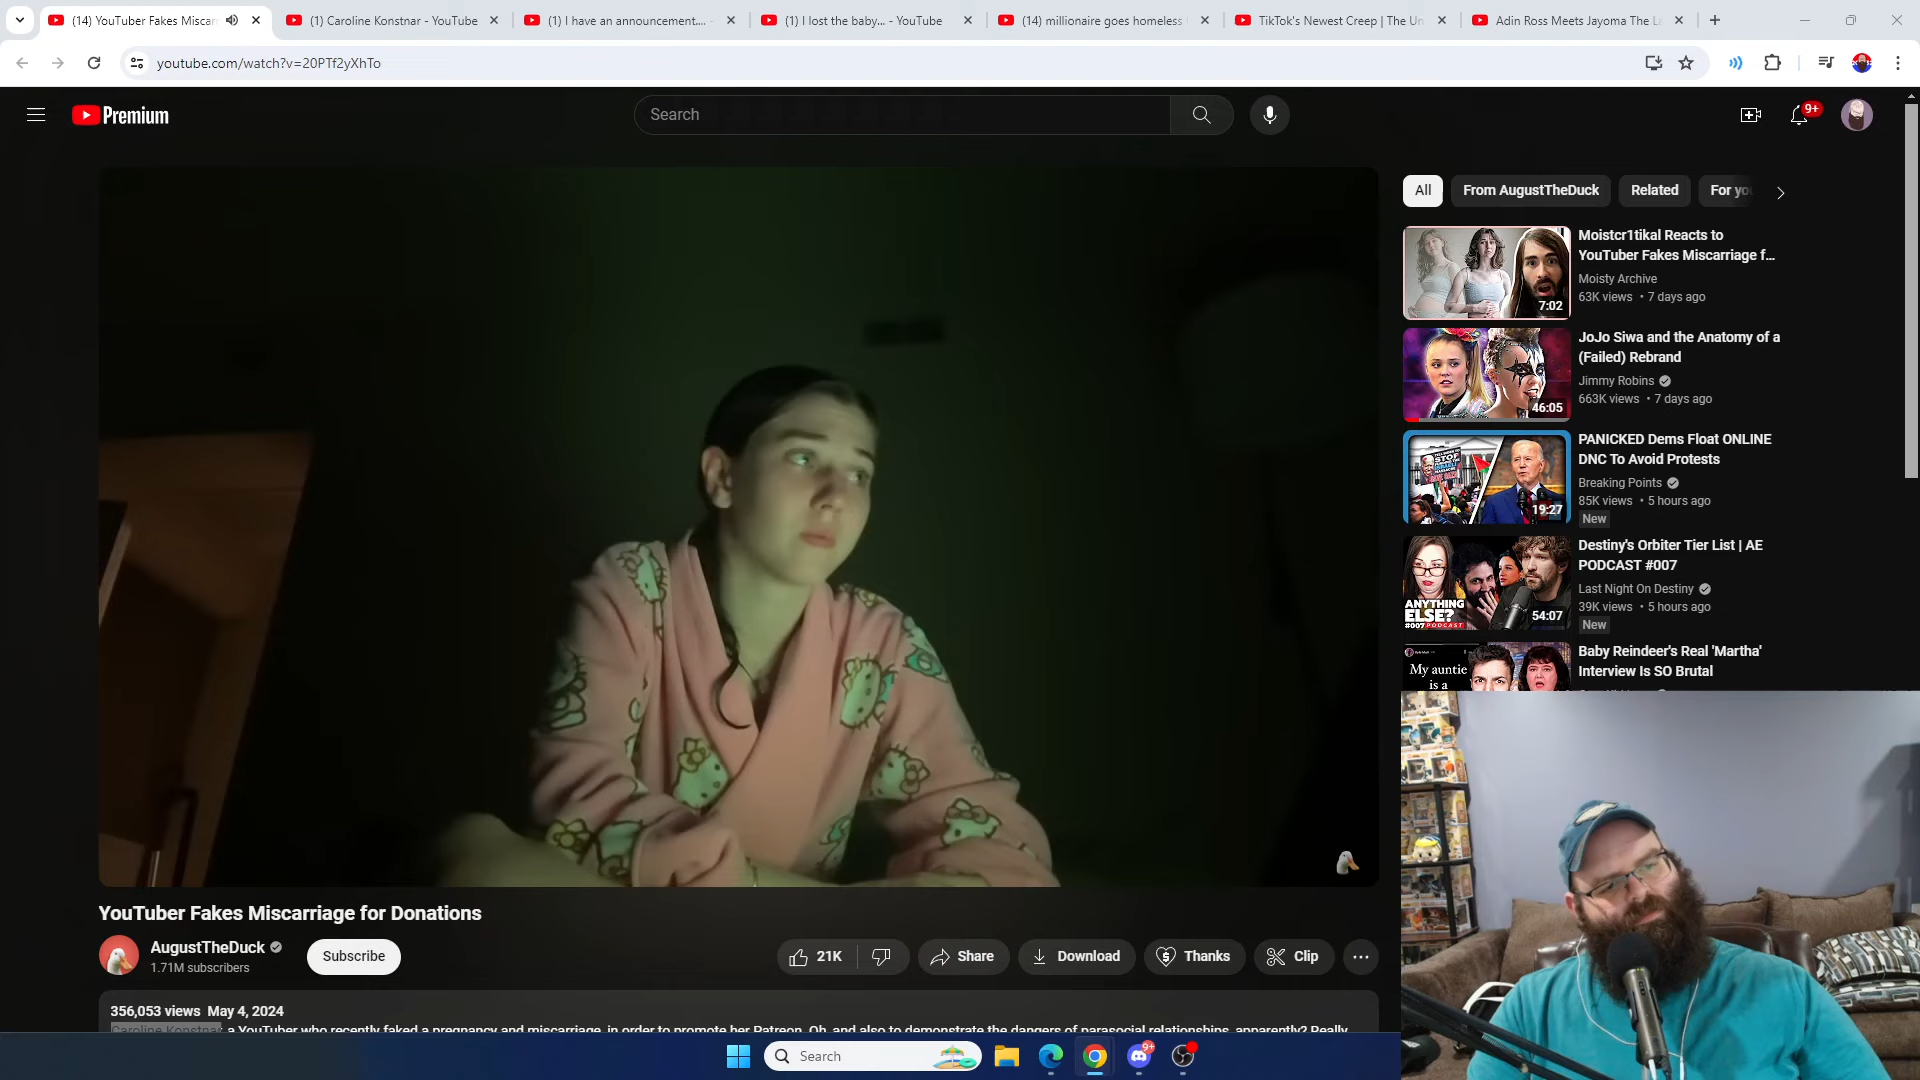 (14) YouTuber Fakes Miscarr
(1) Caroline Konstnar - YouTube
(1) I have an announcement.... -
(1) I lost the baby... - YouTube
(14) millionaire goes homeless
TikTok's Newest Creep | The Un
Adin Ross Meets Jayoma The L
youtube.com/watch?v=20PTf2yXhTo
Premium
Search
9+
All
From AugustTheDuck
Related
For you
Moistcr1tikal Reacts to
YouTuber Fakes Miscarriage f...
Moisty Archive
63K views • 7 days ago
7:02
JoJo Siwa and the Anatomy of a
(Failed) Rebrand
Jimmy Robins
663K views • 7 days ago
46:05
PANICKED Dems Float ONLINE
DNC To Avoid Protests
Breaking Points
85K views • 5 hours ago
New
19:27
Destiny's Orbiter Tier List | AE
PODCAST #007
Last Night On Destiny
39K views • 5 hours ago
New
ANYTHING
ELSE?
#007 PODCAST
54:07
Baby Reindeer's Real 'Martha'
Interview Is SO Brutal
My auntie
is a
YouTuber Fakes Miscarriage for Donations
AugustTheDuck
1.71M subscribers
Subscribe
21K
Share
Download
Thanks
Clip
356,053 views May 4, 2024
Caroline Konstnar, a YouTuber who recently faked a pregnancy and miscarriage, in order to promote her Patreon. Oh, and also to demonstrate the dangers of parasocial relationships, apparently? Really
Search
9+